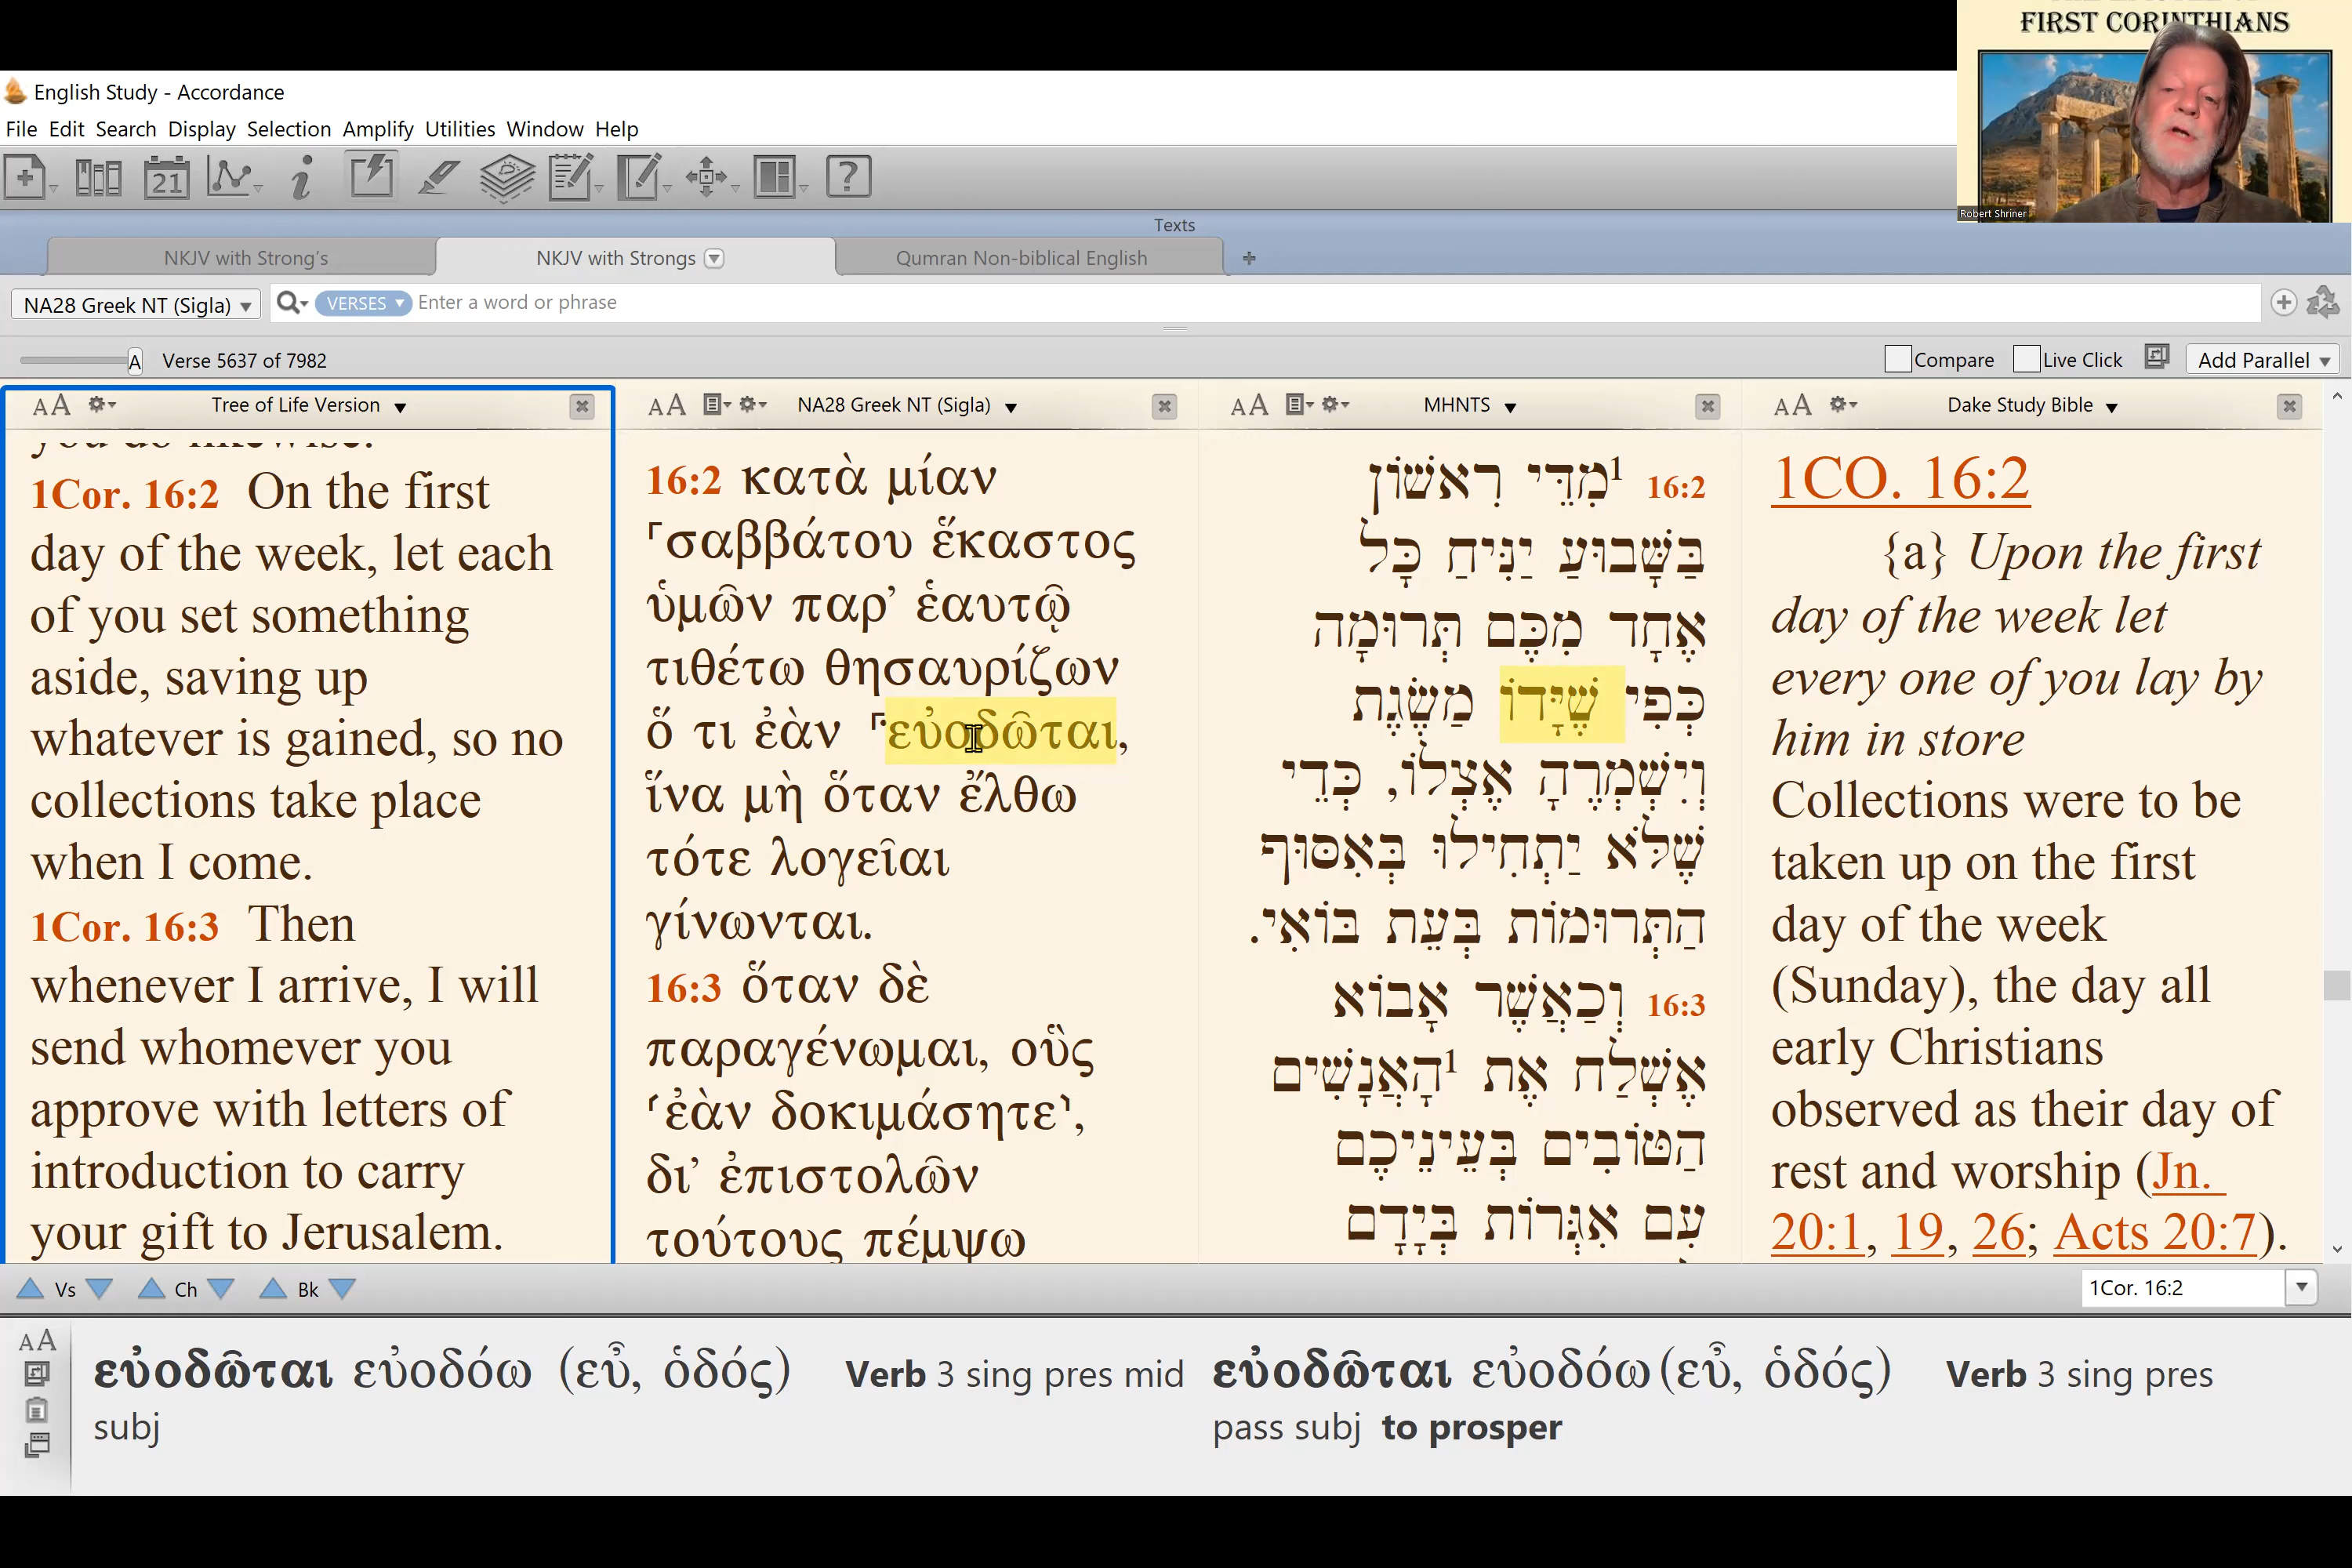 FIRST CORINTHIANS
Robert Shriner
English Study - Accordance
File Edit Search Display Selection Amplify Utilities Window Help
21
Texts
NKJV with Strong's
NKJV with Strongs
Qumran Non-biblical English
NA28 Greek NT (Sigla)
VERSES
Enter a word or phrase
A
Verse 5637 of 7982
Compare
Live Click
Add Parallel
AA
Tree of Life Version
you do likewise.
1Cor. 16:2 On the first
day of the week, let each
of you set something
aside, saving up
whatever is gained, so no
collections take place
when I come.
1Cor. 16:3 Then
whenever I arrive, I will
send whomever you
approve with letters of
introduction to carry
your gift to Jerusalem.
AA
NA28 Greek NT (Sigla)
16:2 κατὰ μίαν
⸀σαββάτου ἕκαστος
ὑμῶν παρ’ ἑαυτῷ
τιθέτω θησαυρίζων
ὅ τι ἐὰν ⸁εὐοδῶται,
ἵνα μὴ ὅταν ἔλθω
τότε λογεῖαι
γίνωνται.
16:3 ὅταν δὲ
παραγένωμαι, οὓς
⸂ἐὰν δοκιμάσητε⸃,
δι’ ἐπιστολῶν
τούτους πέμψω
AA
MHNTS
16:2 1מִדֵּי רִאשׁוֹן
בַּשָּׁבוּעַ יַנִּיחַ כָּל
אֶחָד מִכֶּם תְּרוּמָה
כְּפִי שֶׁיָּדוֹ מַשֶּׂגֶת
וְיִשְׁמְרֶהָ אֶצְלוֹ, כְּדֵי
שֶׁלֹּא יַתְחִילוּ בְּאִסּוּף
הַתְּרוּמוֹת בְּעֵת בּוֹאִי.
16:3 וְכַאֲשֶׁר אָבוֹא
אֶשְׁלַח אֶת 1הָאֲנָשִׁים
הַטּוֹבִים בְּעֵינֵיכֶם
עִם אִגְּרוֹת בְּיָדָם
AA
Dake Study Bible
1CO. 16:2
{a} Upon the first
day of the week let
every one of you lay by
him in store
Collections were to be
taken up on the first
day of the week
(Sunday), the day all
early Christians
observed as their day of
rest and worship (Jn.
20:1, 19, 26; Acts 20:7).
Vs
Ch
Bk
1Cor. 16:2
AA
εὐοδῶται εὐοδόω (εὖ, ὁδός) Verb 3 sing pres mid
subj
εὐοδῶται εὐοδόω (εὖ, ὁδός) Verb 3 sing pres
pass subj to prosper